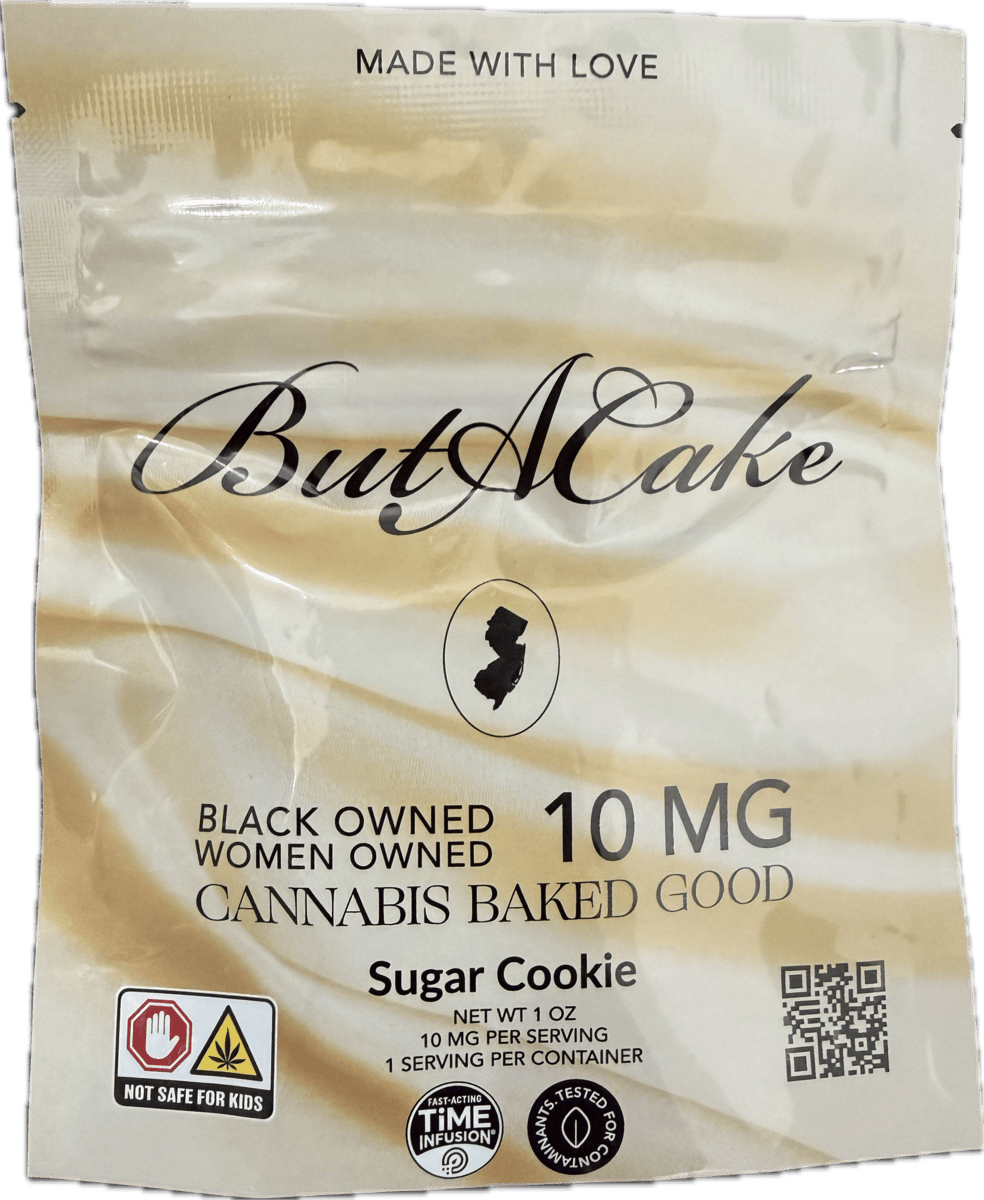 MADE WITH LOVE
ButACake
BLACK OWNED
WOMEN OWNED
10 MG
CANNABIS BAKED GOOD
Sugar Cookie
NET WT 1 OZ
10 MG PER SERVING
1 SERVING PER CONTAINER
NOT SAFE FOR KIDS
FAST-ACTING
TiME
INFUSION®
TESTED FOR CONTAMINANTS.